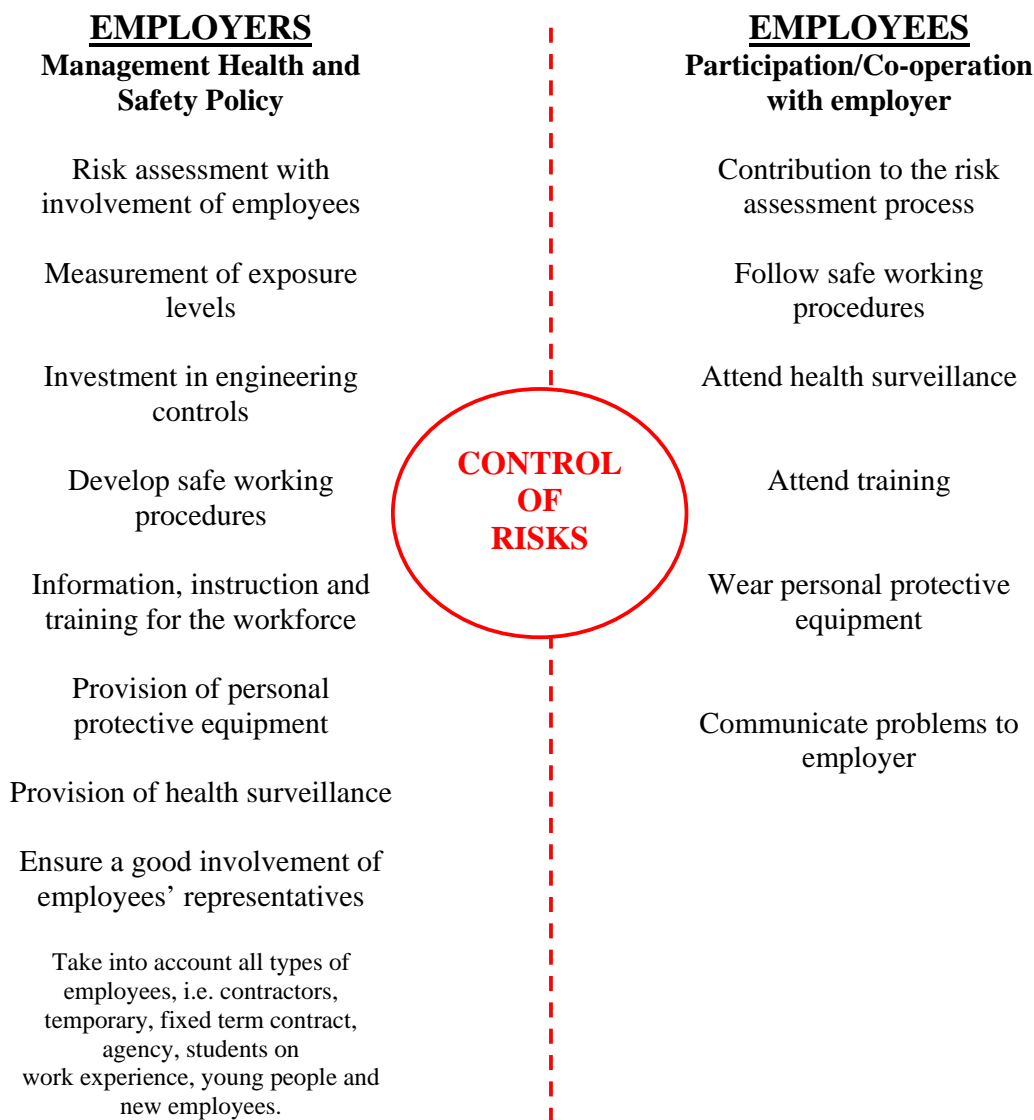 EMPLOYERS
Management Health and
Safety Policy
Risk assessment with
involvement of employees
Measurement of exposure
levels
Investment in engineering
controls
Develop safe working
procedures
Information, instruction and
training for the workforce
Provision of personal
protective equipment
Provision of health surveillance
Ensure a good involvement of
employees’ representatives
Take into account all types of
employees, i.e. contractors,
temporary, fixed term contract,
agency, students on
work experience, young people and
new employees.
CONTROL
OF
RISKS
EMPLOYEES
Participation/Co-operation
with employer
Contribution to the risk
assessment process
Follow safe working
procedures
Attend health surveillance
Attend training
Wear personal protective
equipment
Communicate problems to
employer